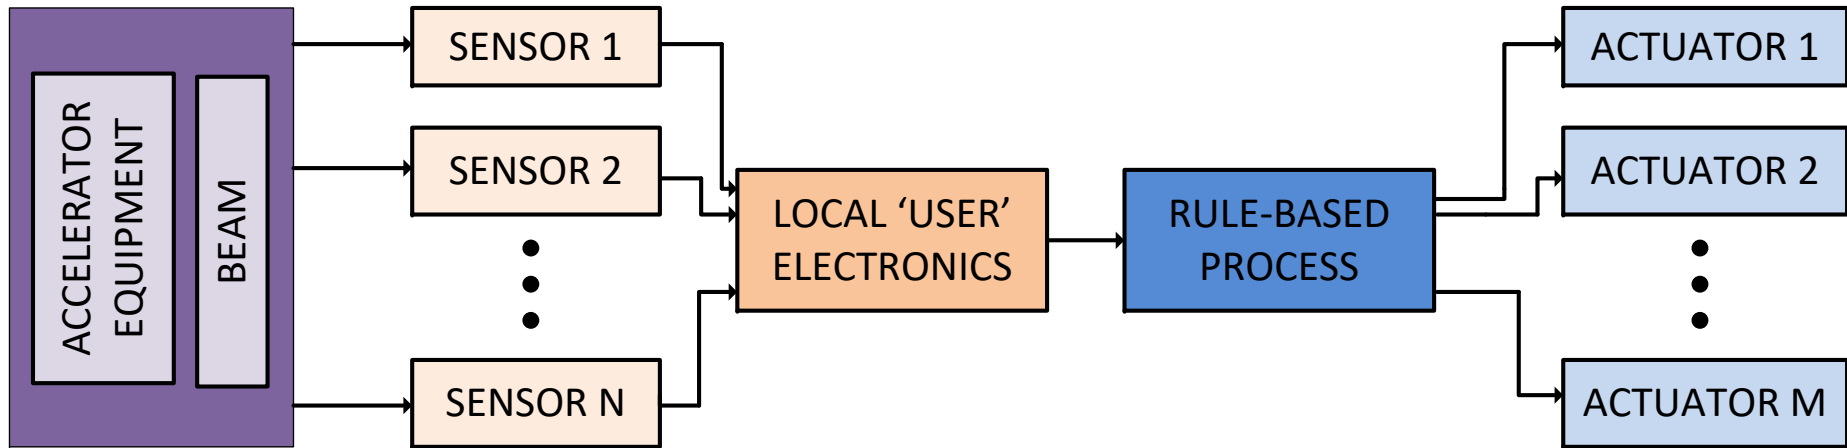 ACCELERATOR
EQUIPMENT
BEAM
SENSOR 1
SENSOR 2
SENSOR N
LOCAL ‘USER’
ELECTRONICS
RULE-BASED
PROCESS
ACTUATOR 1
ACTUATOR 2
ACTUATOR M